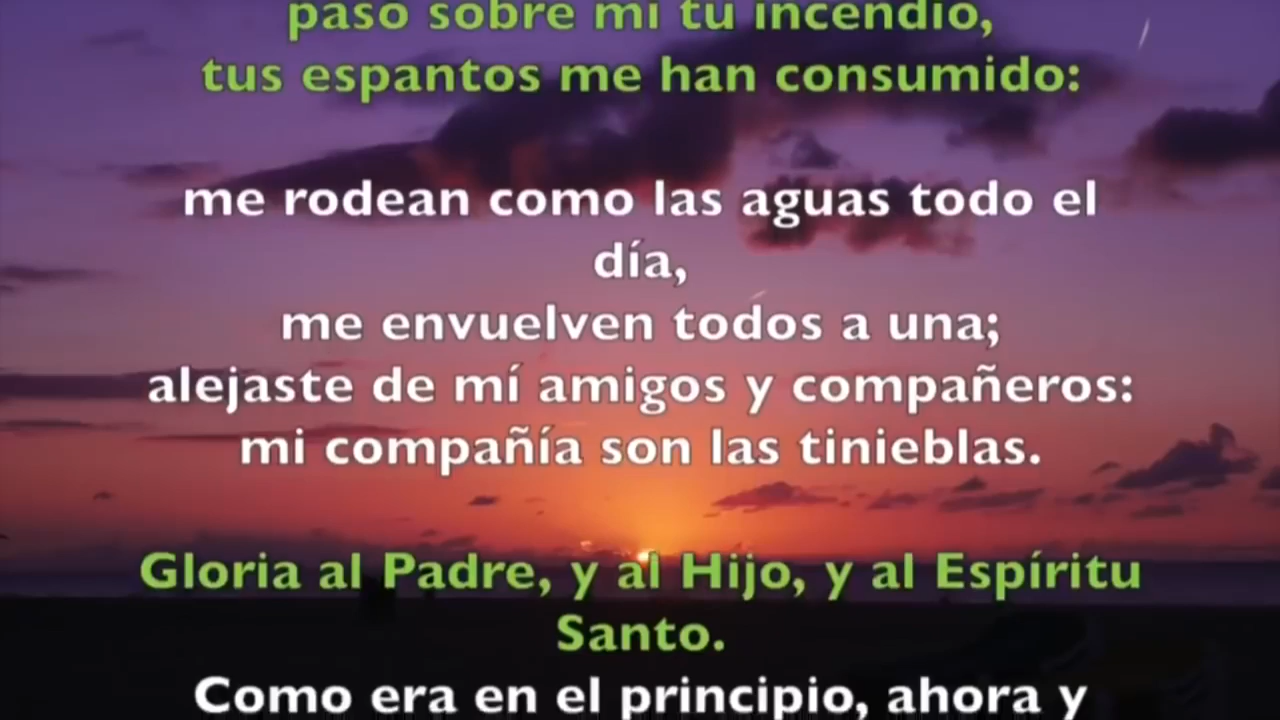 pasó sobre mí tu incendio,
tus espantos me han consumido:
me rodean como las aguas todo el
día,
me envuelven todos a una;
alejaste de mí amigos y compañeros:
mi compañía son las tinieblas.
Gloria al Padre, y al Hijo, y al Espíritu
Santo.
Como era en el principio, ahora y